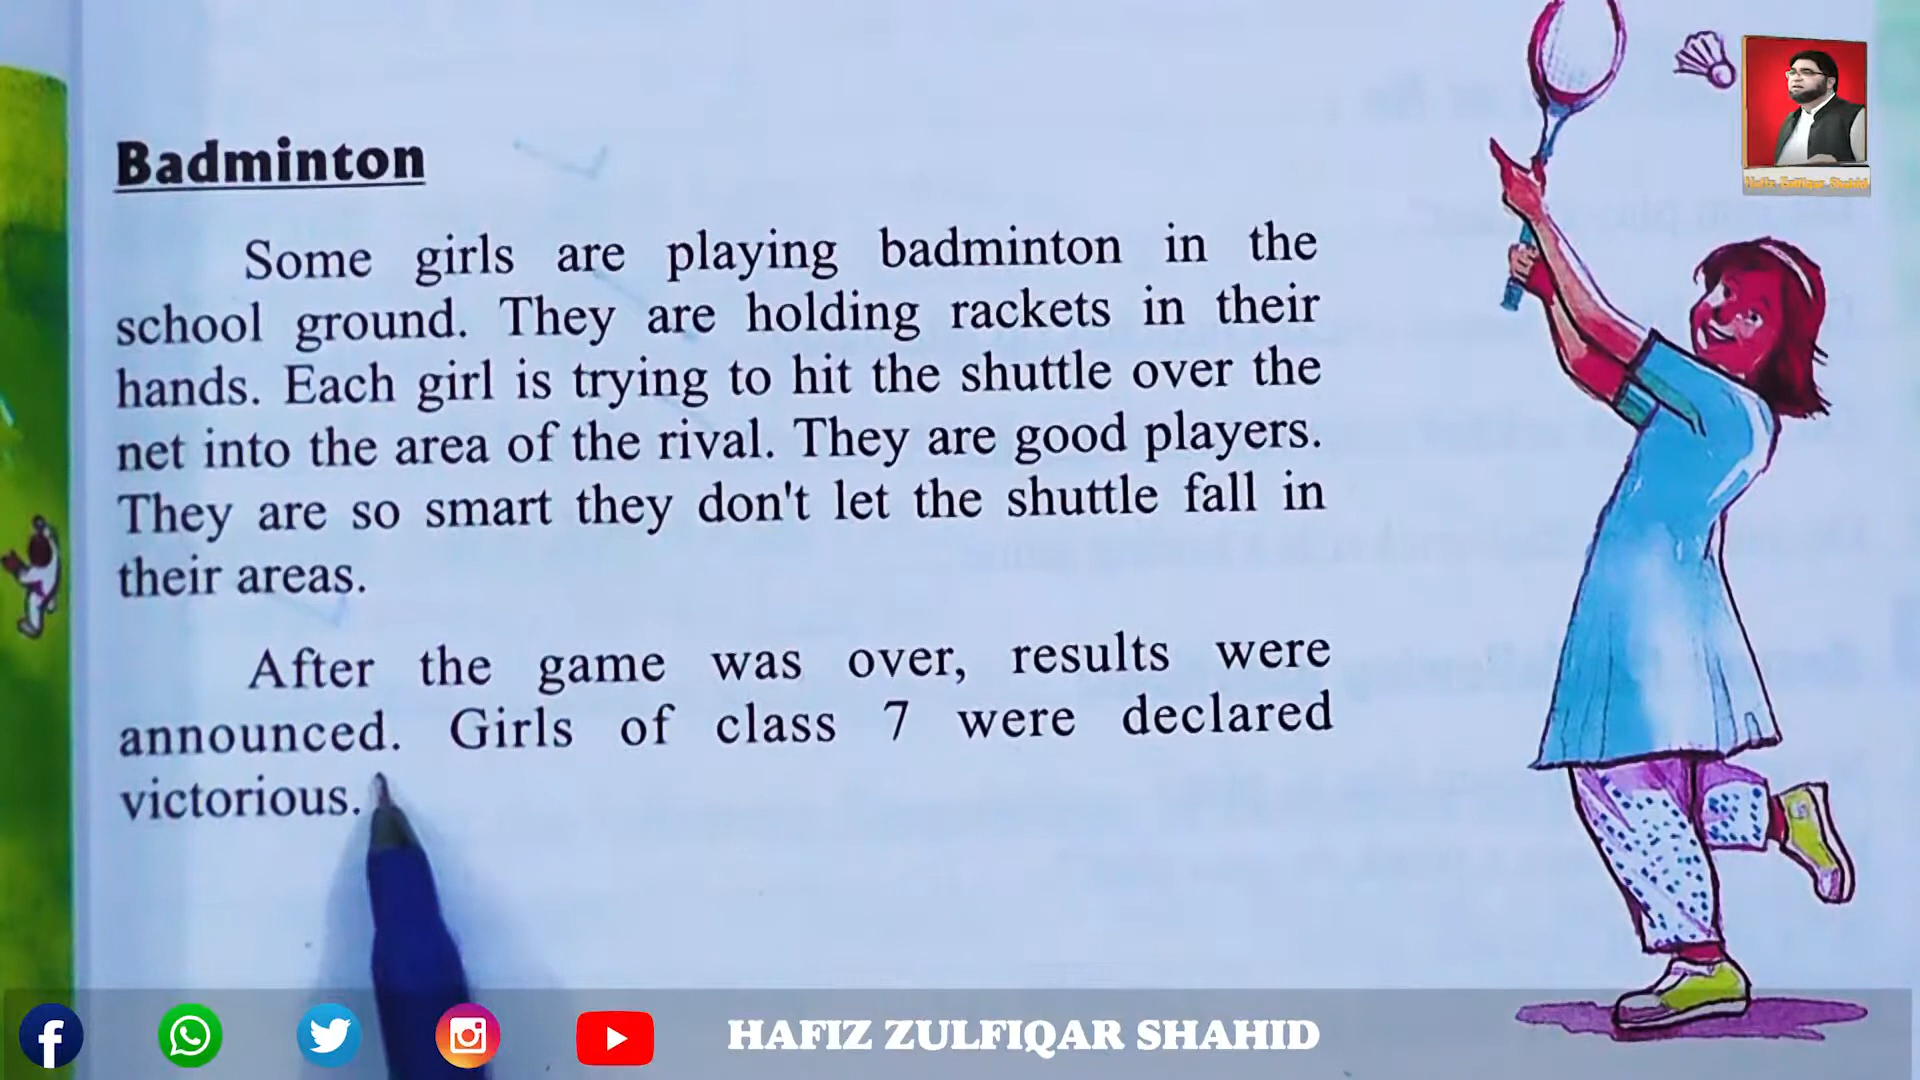 Badminton
Some girls are playing badminton in the
school ground. They are holding rackets in their
hands. Each girl is trying to hit the shuttle over the
net into the area of the rival. They are good players.
They are so smart they don't let the shuttle fall in
their areas.
After the game was over, results were
announced. Girls of class 7 were declared
victorious.
Hafiz Zulfiqar Shahid
HAFIZ ZULFIQAR SHAHID